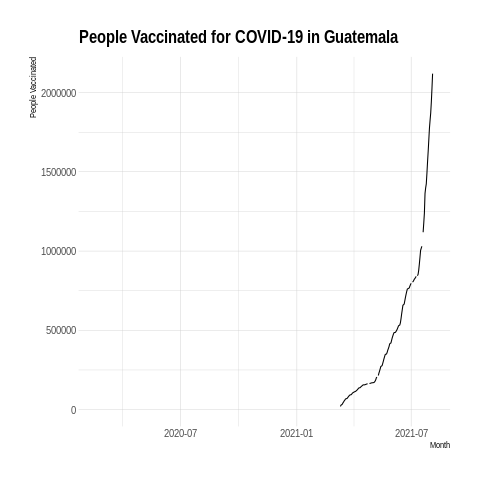 People Vaccinated for COVID-19 in Guatemala
People Vaccinated
2000000
1500000
1000000
500000
0
2020-07
2021-01
2021-07
Month